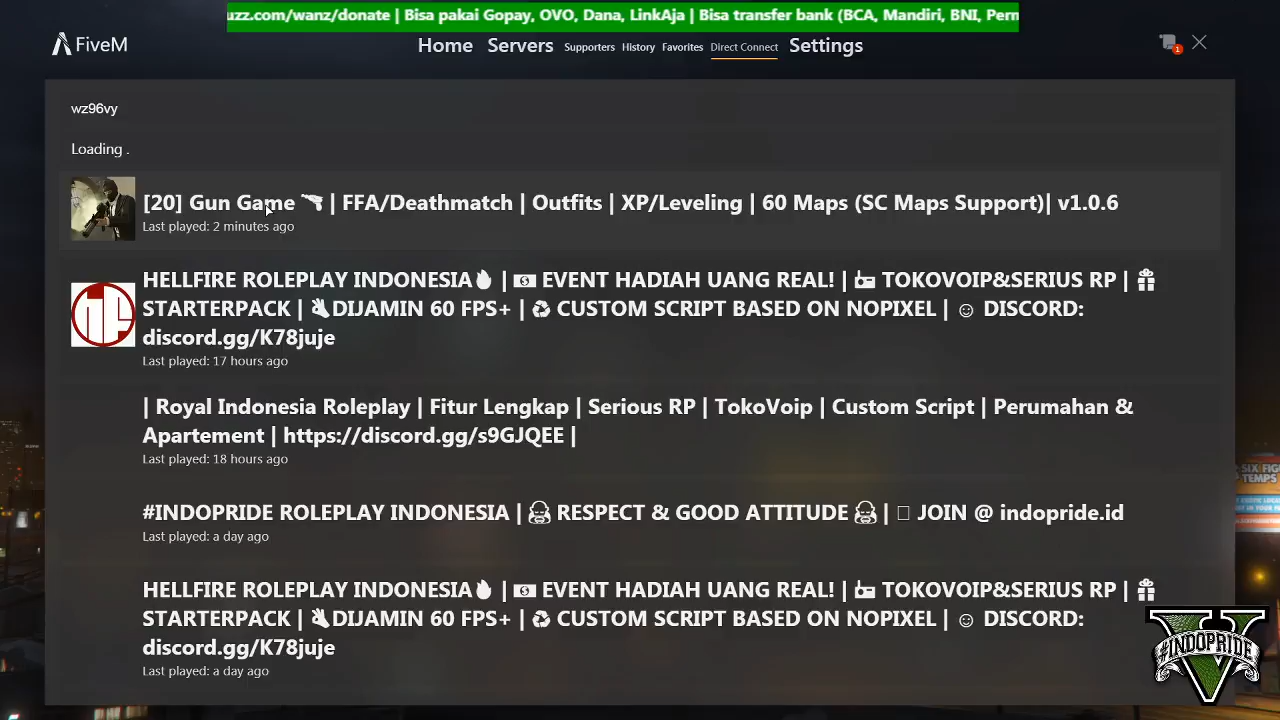 uzz.com/wanz/donate | Bisa pakai Gopay, OVO, Dana, LinkAja | Bisa transfer bank (BCA, Mandiri, BNI,
FiveM
Home Servers Supporters History Favorites Direct Connect Settings
1
wz96vy
Loading .
[20] Gun Game | FFA/Deathmatch | Outfits | XP/Leveling | 60 Maps (SC Maps Support)| v1.0.6
Last played: 2 minutes ago
HELLFIRE ROLEPLAY INDONESIA | EVENT HADIAH UANG REAL! | TOKOVOIP&SERIUS RP |
STARTERPACK | DIJAMIN 60 FPS+ | CUSTOM SCRIPT BASED ON NOPIXEL | DISCORD:
discord.gg/K78juje
Last played: 17 hours ago
| Royal Indonesia Roleplay | Fitur Lengkap | Serious RP | TokoVoip | Custom Script | Perumahan &
Apartement | https://discord.gg/s9GJQEE |
Last played: 18 hours ago
#INDOPRIDE ROLEPLAY INDONESIA | RESPECT & GOOD ATTITUDE | JOIN @ indopride.id
Last played: a day ago
HELLFIRE ROLEPLAY INDONESIA | EVENT HADIAH UANG REAL! | TOKOVOIP&SERIUS RP |
STARTERPACK | DIJAMIN 60 FPS+ | CUSTOM SCRIPT BASED ON NOPIXEL | DISCORD:
discord.gg/K78juje
Last played: a day ago
SIX FIG
TEMPS
V
#INDOPRIDE